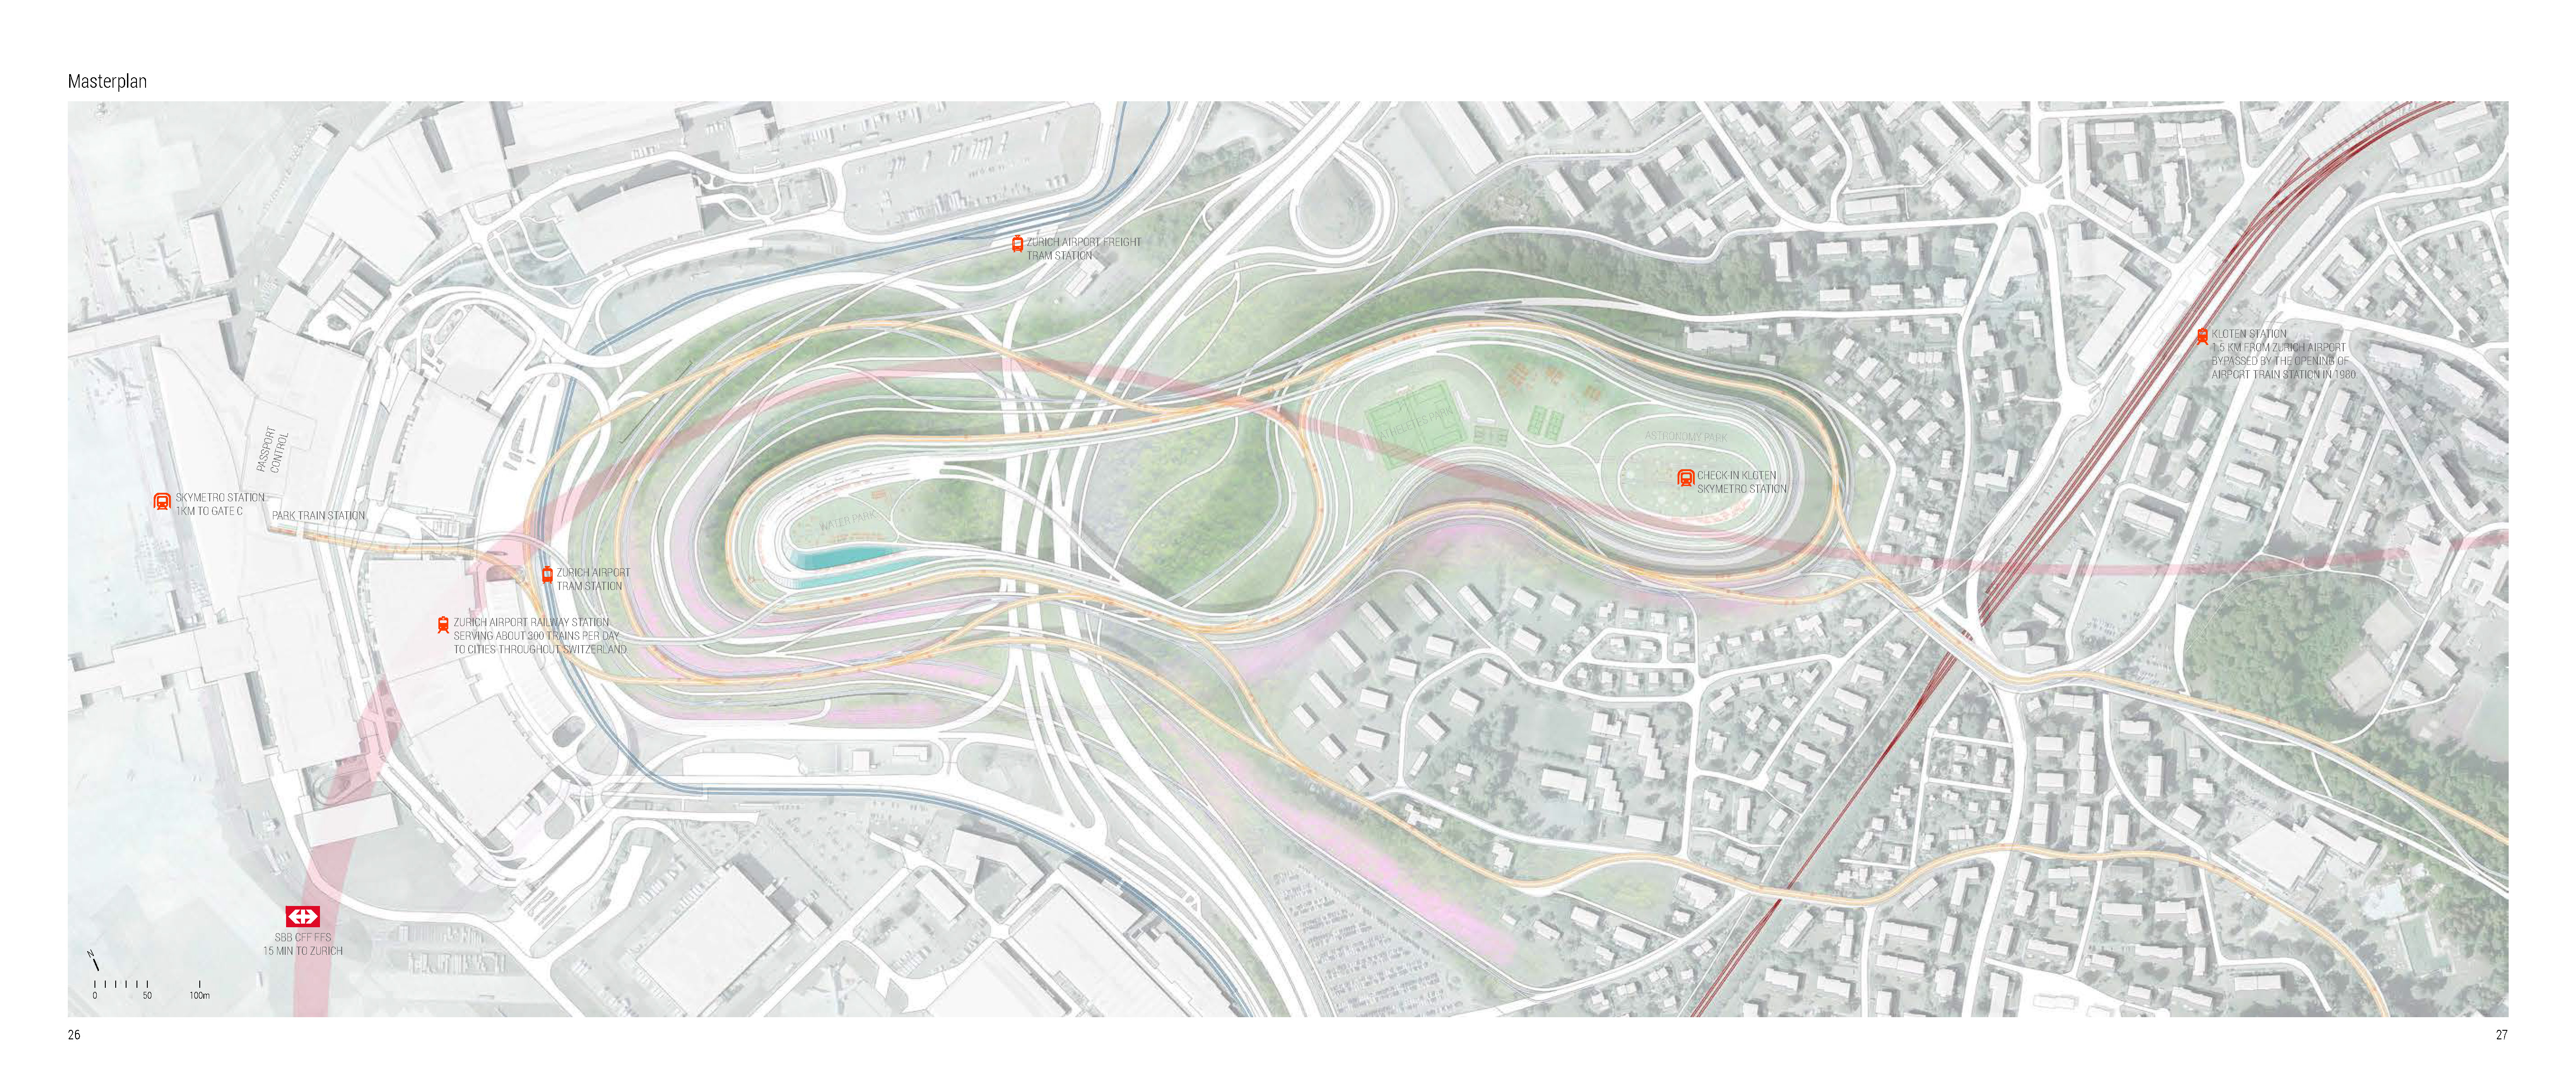 Masterplan
ZURICH AIRPORT FREIGHT
TRAM STATION
KLOTEN STATION
1.5 KM FROM ZURICH AIRPORT
BYPASSED BY THE OPENING OF
AIRPORT TRAIN STATION IN 1980
ATHELETES PARK
ASTRONOMY PARK
PASSPORT
CONTROL
CHECK-IN KLOTEN
SKYMETRO STATION
SKYMETRO STATION
1KM TO GATE C
PARK TRAIN STATION
WATER PARK
ZURICH AIRPORT
TRAM STATION
ZURICH AIRPORT RAILWAY STATION
SERVING ABOUT 300 TRAINS PER DAY
TO CITIES THROUGHOUT SWITZERLAND
SBB CFF FFS
15 MIN TO ZURICH
N
0 50 100m
26
27